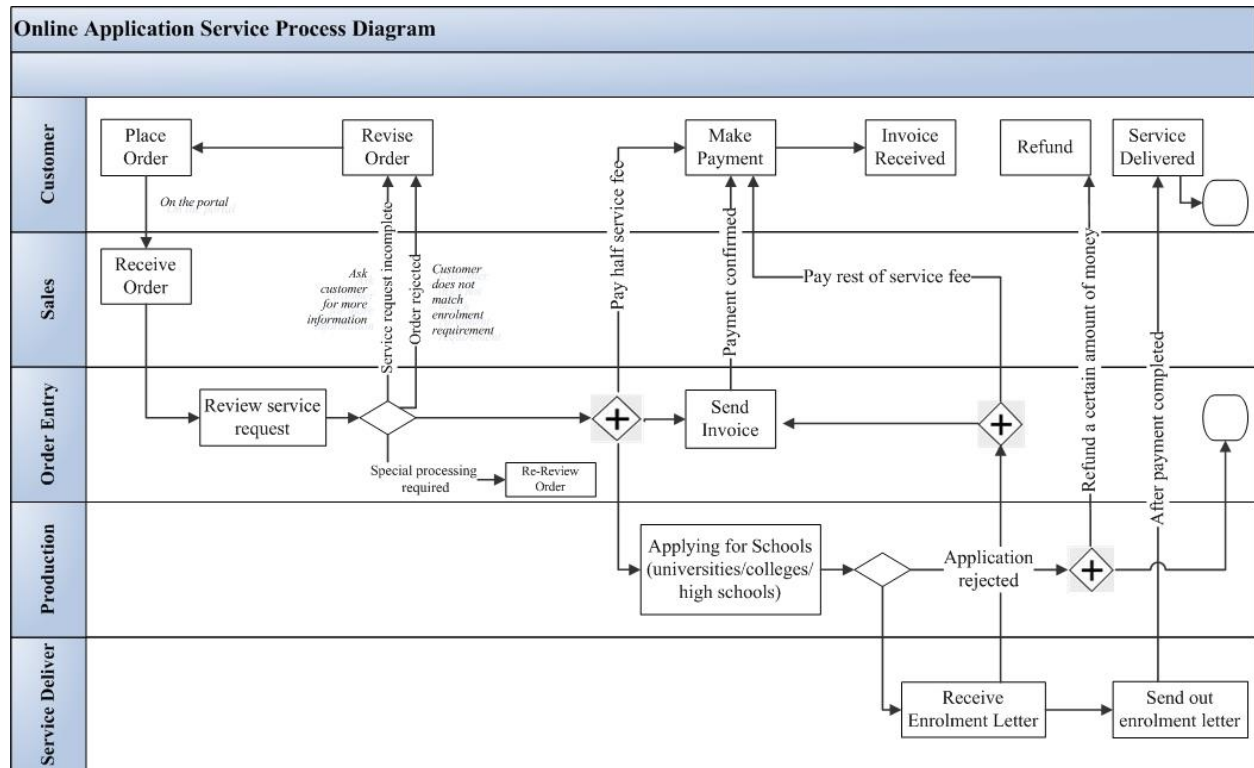 Online Application Service Process Diagram
Customer
Place
Order
Revise
Order
Make
Payment
Invoice
Received
Refund
Service
Delivered
On the portal
Sales
Receive
Order
Ask
customer
for more
information
Service request incomplete
Order rejected
Customer
does not
match
enrolment
requirement
Pay half service fee
Payment confirmed
Pay rest of service fee
Refund a certain amount of money
After payment completed
Order Entry
Review service
request
Special processing
required
Re-Review
Order
Send
Invoice
Production
Applying for Schools
(universities/colleges/
high schools)
Application
rejected
Service Deliver
Receive
Enrolment Letter
Send out
enrolment letter